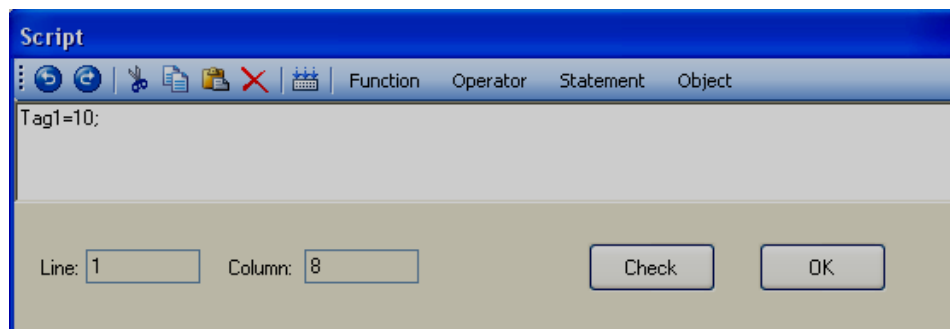 Script
Function Operator Statement Object
Tag1=10;
Line: 1 Column: 8 Check OK